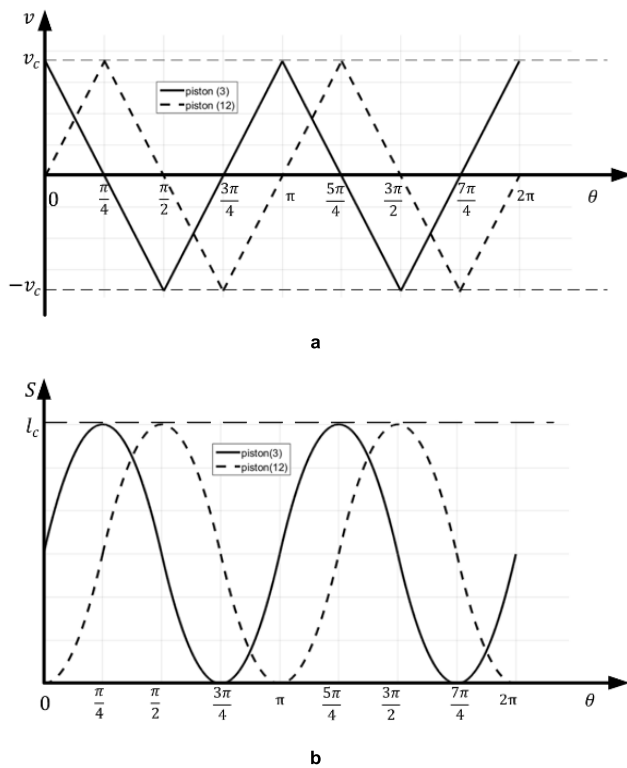 v
v_c
piston (3)
piston (12)
0 π/4 π/2 3π/4 π 5π/4 3π/2 7π/4 2π θ
−v_c
a
S
l_c
piston(3)
piston(12)
0 π/4 π/2 3π/4 π 5π/4 3π/2 7π/4 2π θ
b